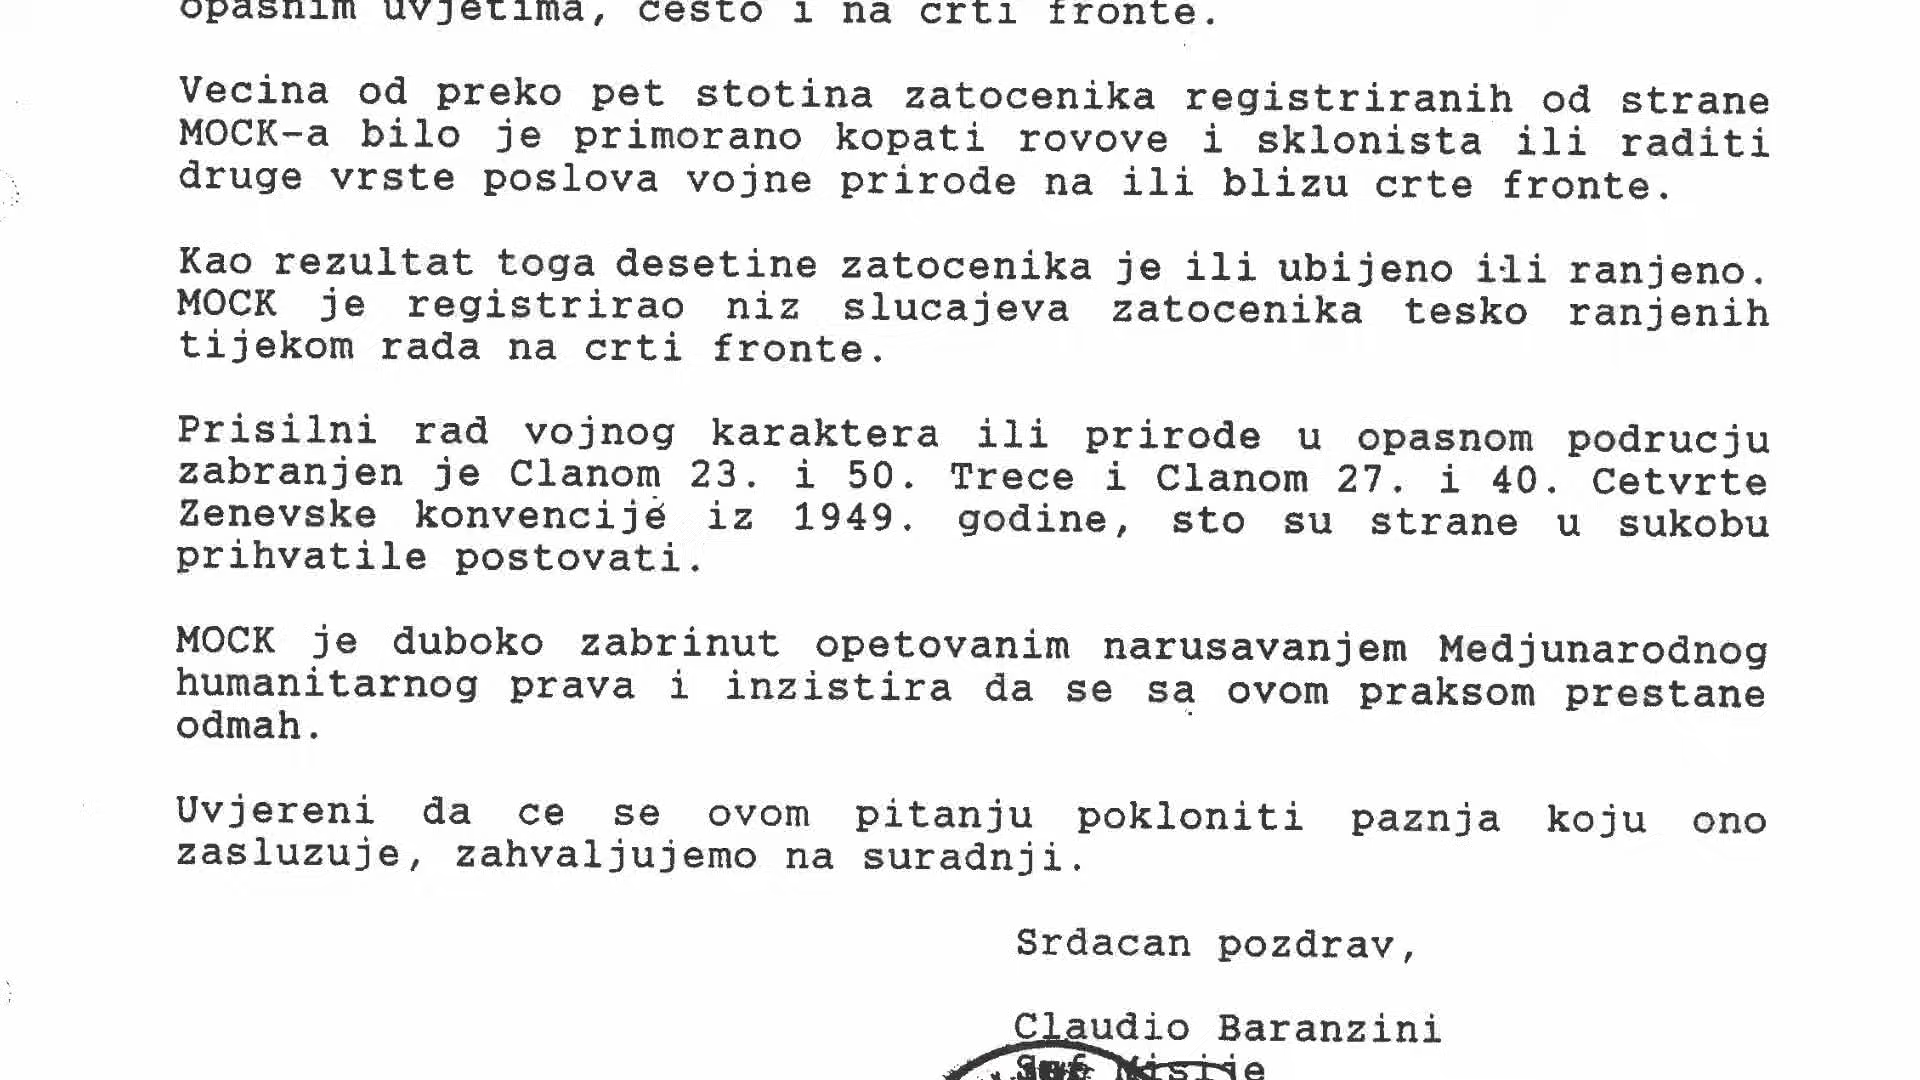 opasnim uvjetima, cesto i na crti fronte.
Vecina od preko pet stotina zatocenika registriranih od strane
MOCK-a bilo je primorano kopati rovove i sklonista ili raditi
druge vrste poslova vojne prirode na ili blizu crte fronte.
Kao rezultat toga desetine zatocenika je ili ubijeno ili ranjeno.
MOCK je registrirao niz slucajeva zatocenika tesko ranjenih
tijekom rada na crti fronte.
Prisilni rad vojnog karaktera ili prirode u opasnom podrucju
zabranjen je Clanom 23. i 50. Trece i Clanom 27. i 40. Cetvrte
Zenevske konvencije iz 1949. godine, sto su strane u sukobu
prihvatile postovati.
MOCK je duboko zabrinut opetovanim narusavanjem Medjunarodnog
humanitarnog prava i inzistira da se sa ovom praksom prestane
odmah.
Uvjereni da ce se ovom pitanju pokloniti paznja koju ono
zasluzuje, zahvaljujemo na suradnji.
Srdacan pozdrav,
Claudio Baranzini
Sef Misije